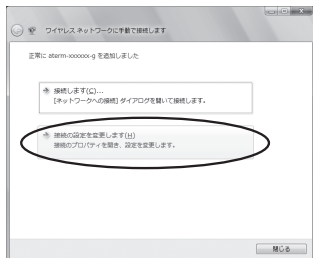 ワイヤレス ネットワークに手動で接続します
正常に aterm-xxxxxx-g を追加しました
接続します(C)...
[ネットワークへの接続] ダイアログを開いて接続します。
接続の設定を変更します(H)
接続のプロパティを開き、設定を変更します。
閉じる